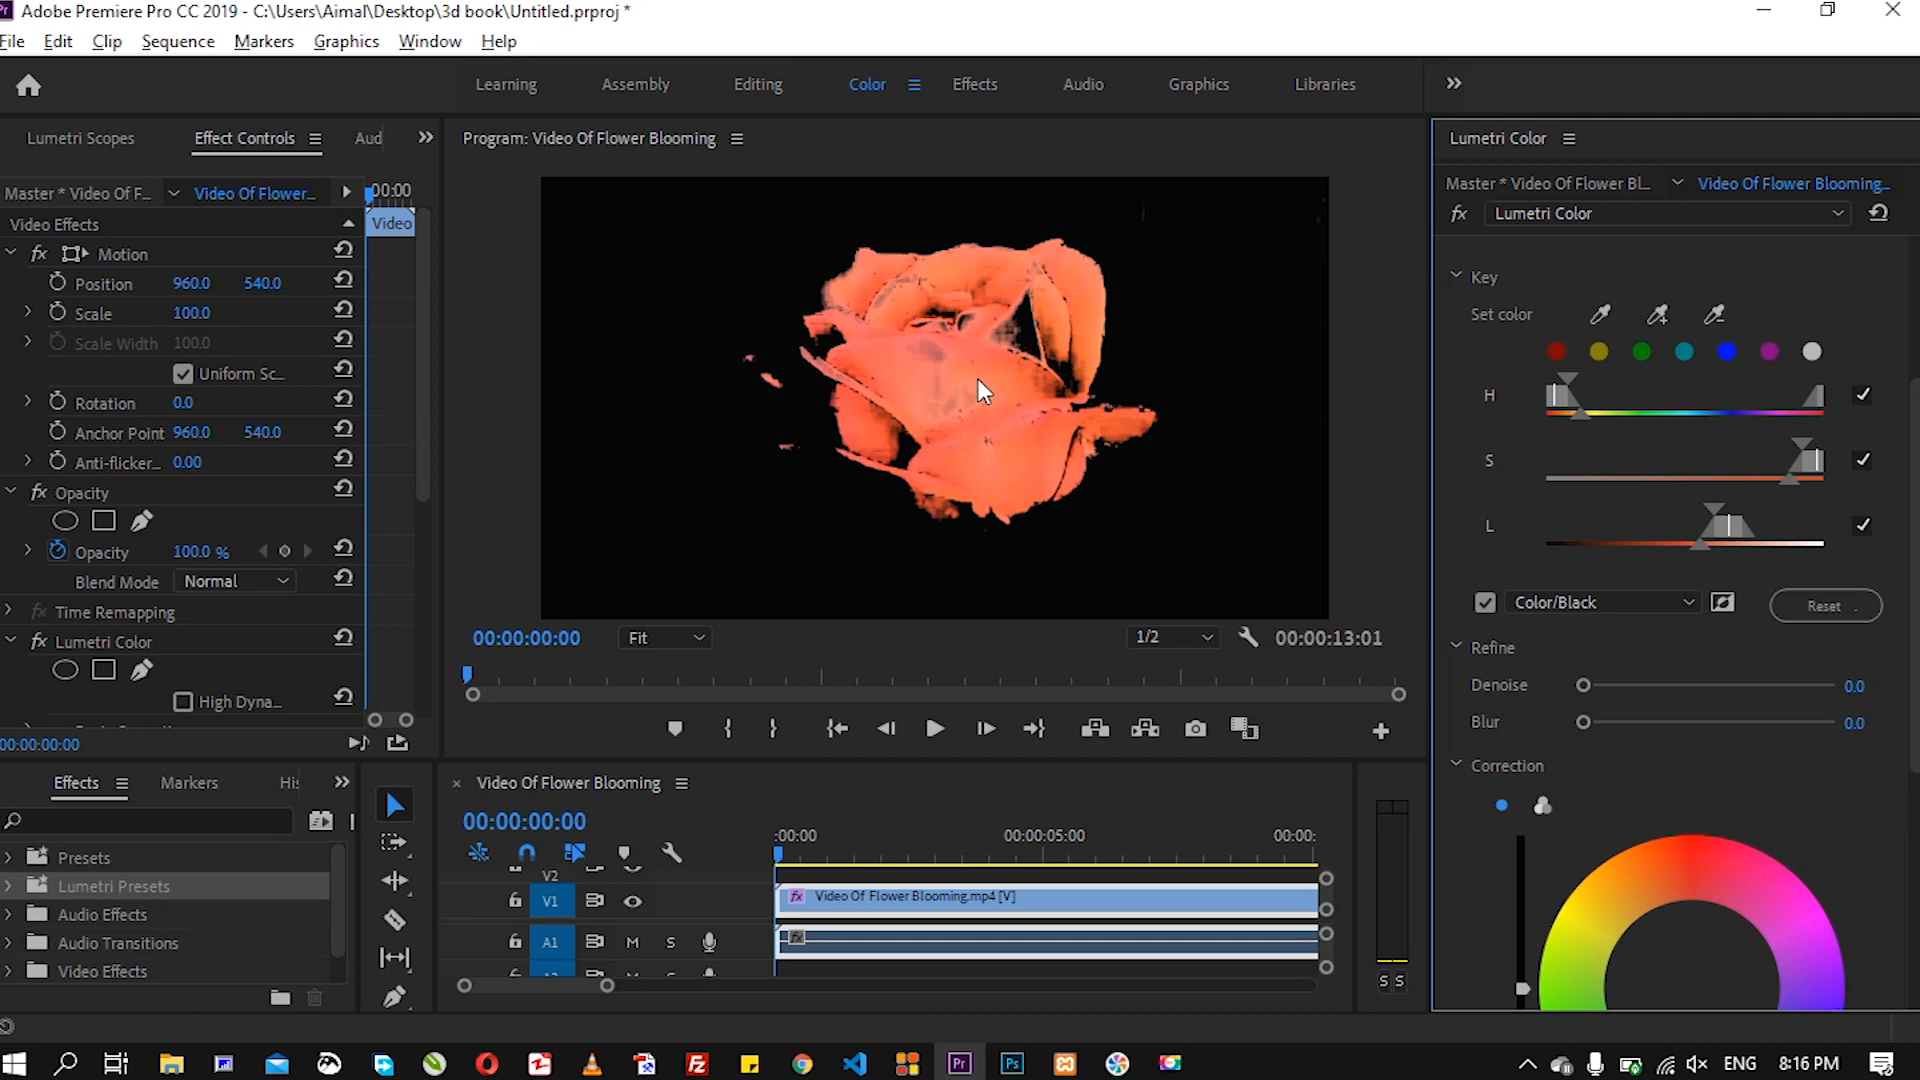 Adobe Premiere Pro CC 2019 - C:\Users\Aimal\Desktop\3d book\Untitled.prproj *
File Edit Clip Sequence Markers Graphics Window Help
Learning Assembly Editing Color Effects Audio Graphics Libraries
Lumetri Scopes Effect Controls Aud
Master * Video Of F... Video Of Flower...
00:00
Video Effects
Video
fx Motion
Position 960.0 540.0
Scale 100.0
Scale Width 100.0
Uniform Sc...
Rotation 0.0
Anchor Point 960.0 540.0
Anti-flicker... 0.00
fx Opacity
Opacity 100.0 %
Blend Mode Normal
fx Time Remapping
fx Lumetri Color
High Dyna...
00:00:00:00
Program: Video Of Flower Blooming
00:00:00:00 Fit 1/2 00:00:13:01
Lumetri Color
Master * Video Of Flower Bl... Video Of Flower Blooming...
fx Lumetri Color
Key
Set color
H
S
L
Color/Black Reset
Refine
Denoise 0.0
Blur 0.0
Correction
Effects Markers His
Presets
Lumetri Presets
Audio Effects
Audio Transitions
Video Effects
Video Of Flower Blooming
00:00:00:00
:00:00 00:00:05:00 00:00:
V2
V1 fx Video Of Flower Blooming.mp4 [V]
A1 M S fx
S S
Pr Ps
ENG 8:16 PM